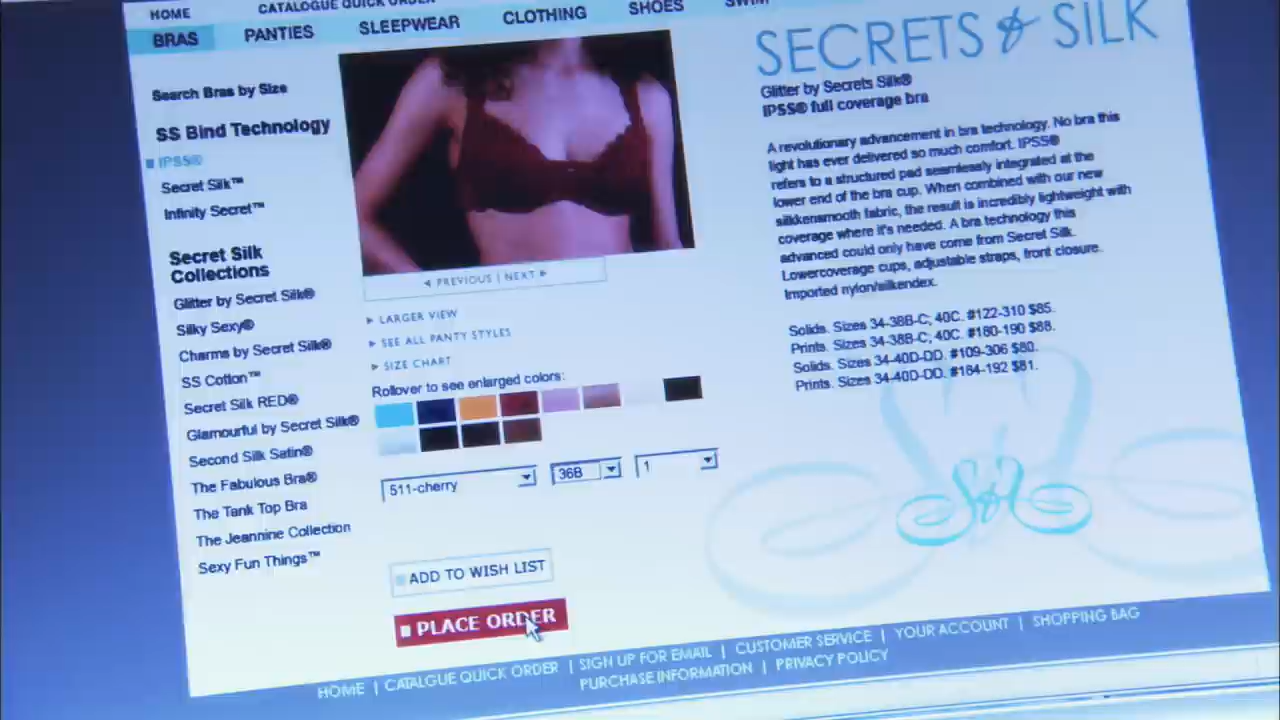 HOME
CATALOGUE QUICK ORDER
BRAS
PANTIES
SLEEPWEAR
CLOTHING
SHOES
SWIM
Search Bras by Size
SS Bind Technology
IPSS®
Secret Silk™
Infinity Secret™
Secret Silk
Collections
Glitter by Secret Silk®
Silky Sexy®
Charms by Secret Silk®
SS Cotton™
Secret Silk RED®
Glamourful by Secret Silk®
Second Silk Satin®
The Fabulous Bra®
The Tank Top Bra
The Jeannine Collection
Sexy Fun Things™
PREVIOUS | NEXT
LARGER VIEW
SEE ALL PANTY STYLES
SIZE CHART
Rollover to see enlarged colors:
511-cherry
36B
1
ADD TO WISH LIST
PLACE ORDER
SECRETS & SILK
Glitter by Secrets Silk®
IPSS® full coverage bra
A revolutionary advancement in bra technology. No bra this
light has ever delivered so much comfort. IPSS®
refers to a structured pad seamlessly integrated at the
lower end of the bra cup. When combined with our new
silkkensmooth fabric, the result is incredibly lightweight with
coverage where it's needed. A bra technology this
advanced could only have come from Secret Silk.
Lowercoverage cups, adjustable straps, front closure.
Imported nylon/silkendex.
Solids. Sizes 34-38B-C; 40C. #122-310 $85.
Prints. Sizes 34-38B-C; 40C. #180-190 $88.
Solids. Sizes 34-40D-DD. #109-306 $80.
Prints. Sizes 34-40D-DD. #184-192 $81.
S&S
HOME | CATALGUE QUICK ORDER | SIGN UP FOR EMAIL | CUSTOMER SERVICE | YOUR ACCOUNT | SHOPPING BAG
PURCHASE INFORMATION | PRIVACY POLICY